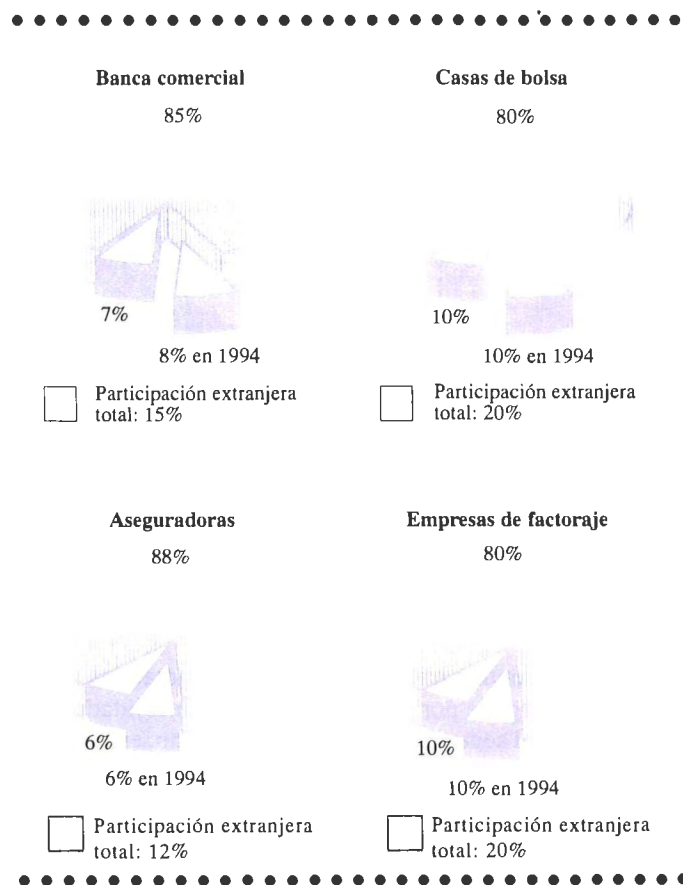 Banca comercial
85%
7%
8% en 1994
Participación extranjera
total: 15%
Casas de bolsa
80%
10%
10% en 1994
Participación extranjera
total: 20%
Aseguradoras
88%
6%
6% en 1994
Participación extranjera
total: 12%
Empresas de factoraje
80%
10%
10% en 1994
Participación extranjera
total: 20%